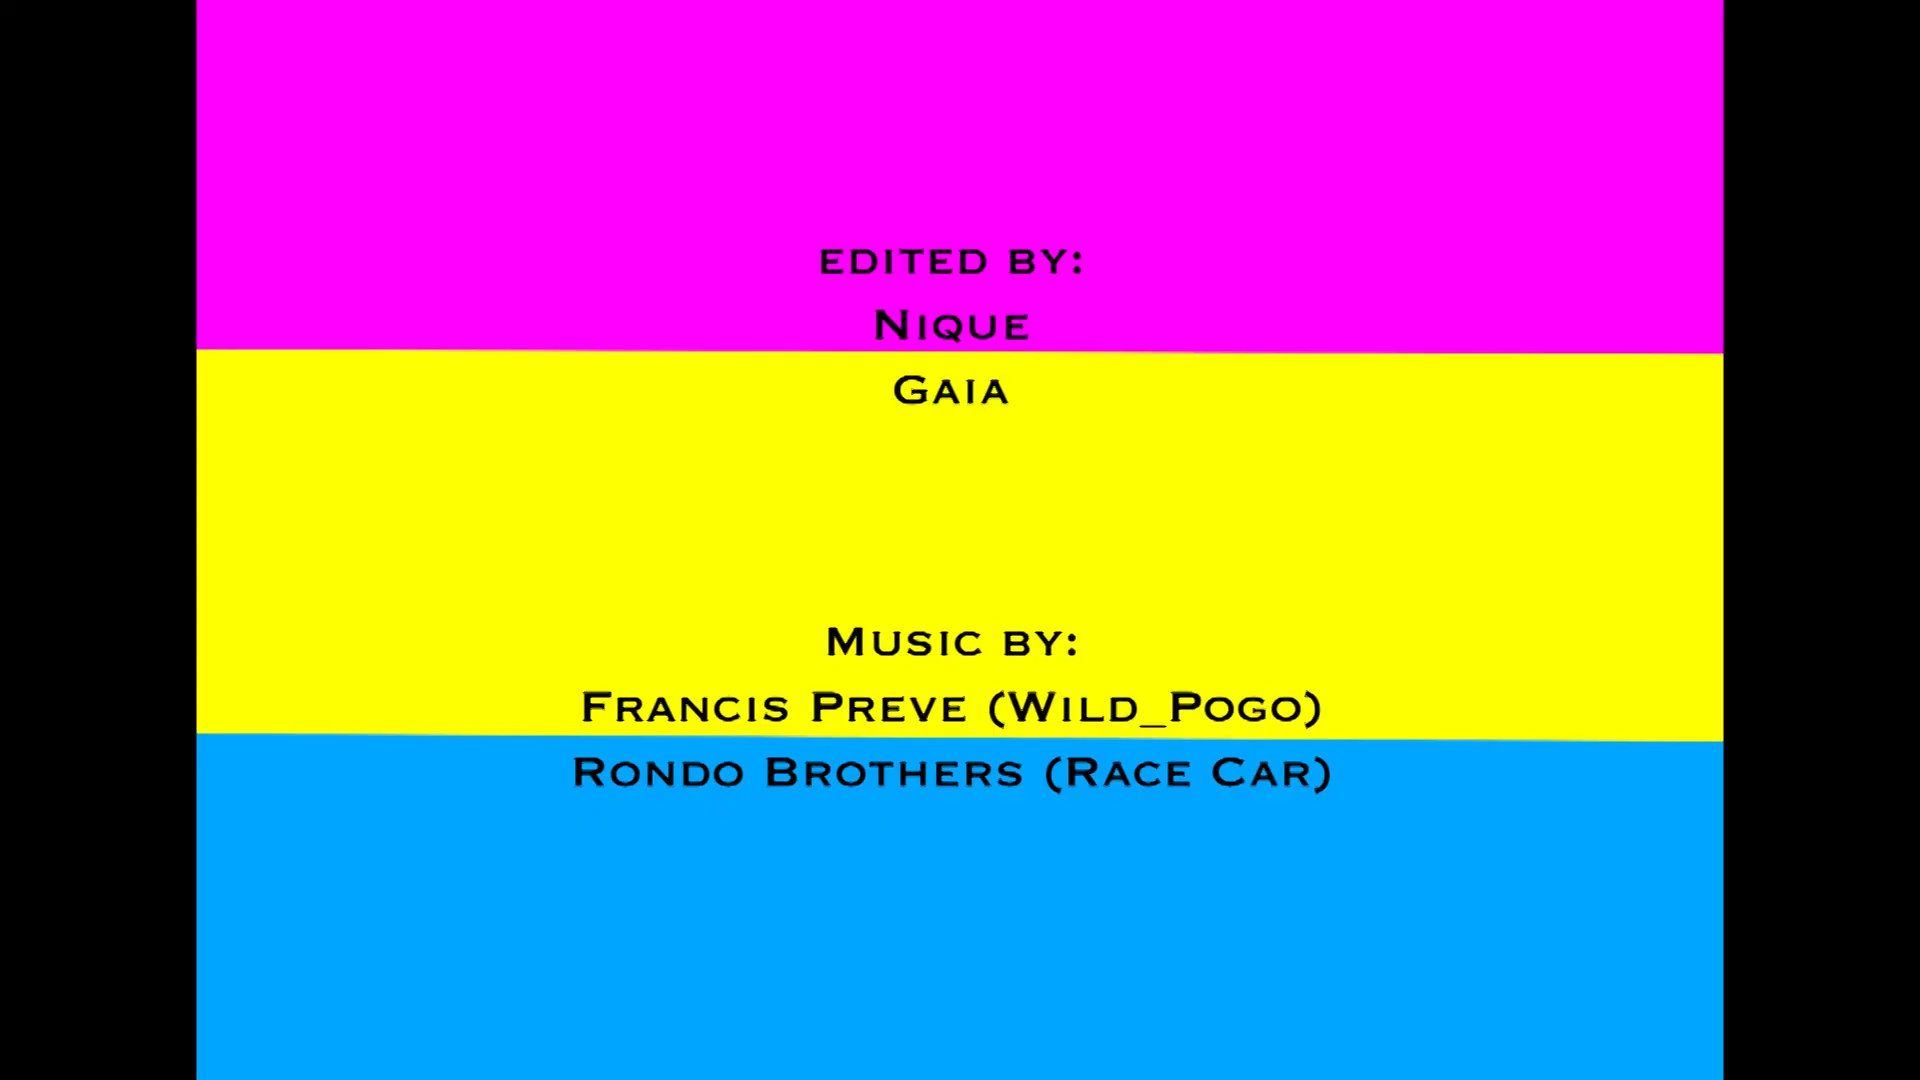 EDITED BY:
NIQUE
GAIA
MUSIC BY:
FRANCIS PREVE (WILD_POGO)
RONDO BROTHERS (RACE CAR)